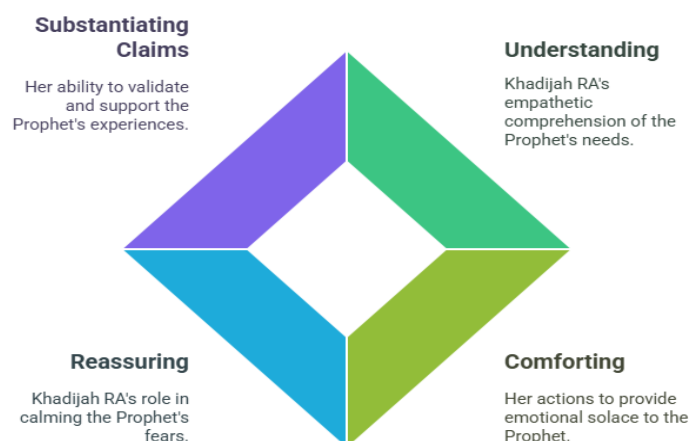 Substantiating
Claims
Her ability to validate
and support the
Prophet's experiences.
Understanding
Khadijah RA's
empathetic
comprehension of the
Prophet's needs.
Reassuring
Khadijah RA's role in
calming the Prophet's
fears.
Comforting
Her actions to provide
emotional solace to the
Prophet.